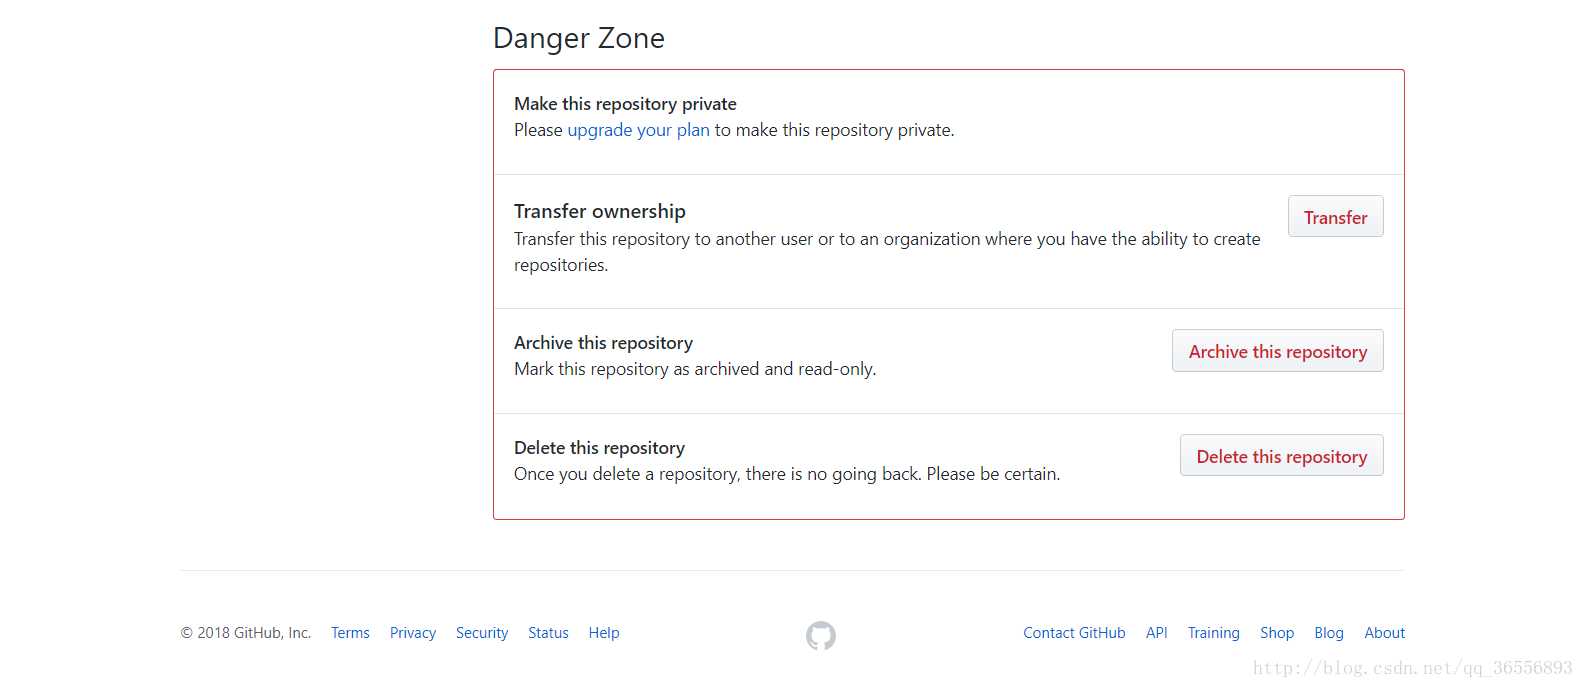 Danger Zone
Make this repository private
Please upgrade your plan to make this repository private.
Transfer ownership
Transfer
Transfer this repository to another user or to an organization where you have the ability to create
repositories.
Archive this repository
Archive this repository
Mark this repository as archived and read-only.
Delete this repository
Delete this repository
Once you delete a repository, there is no going back. Please be certain.
© 2018 GitHub, Inc. Terms Privacy Security Status Help Contact GitHub API Training Shop Blog About
http://blog.csdn.net/qq_36556893